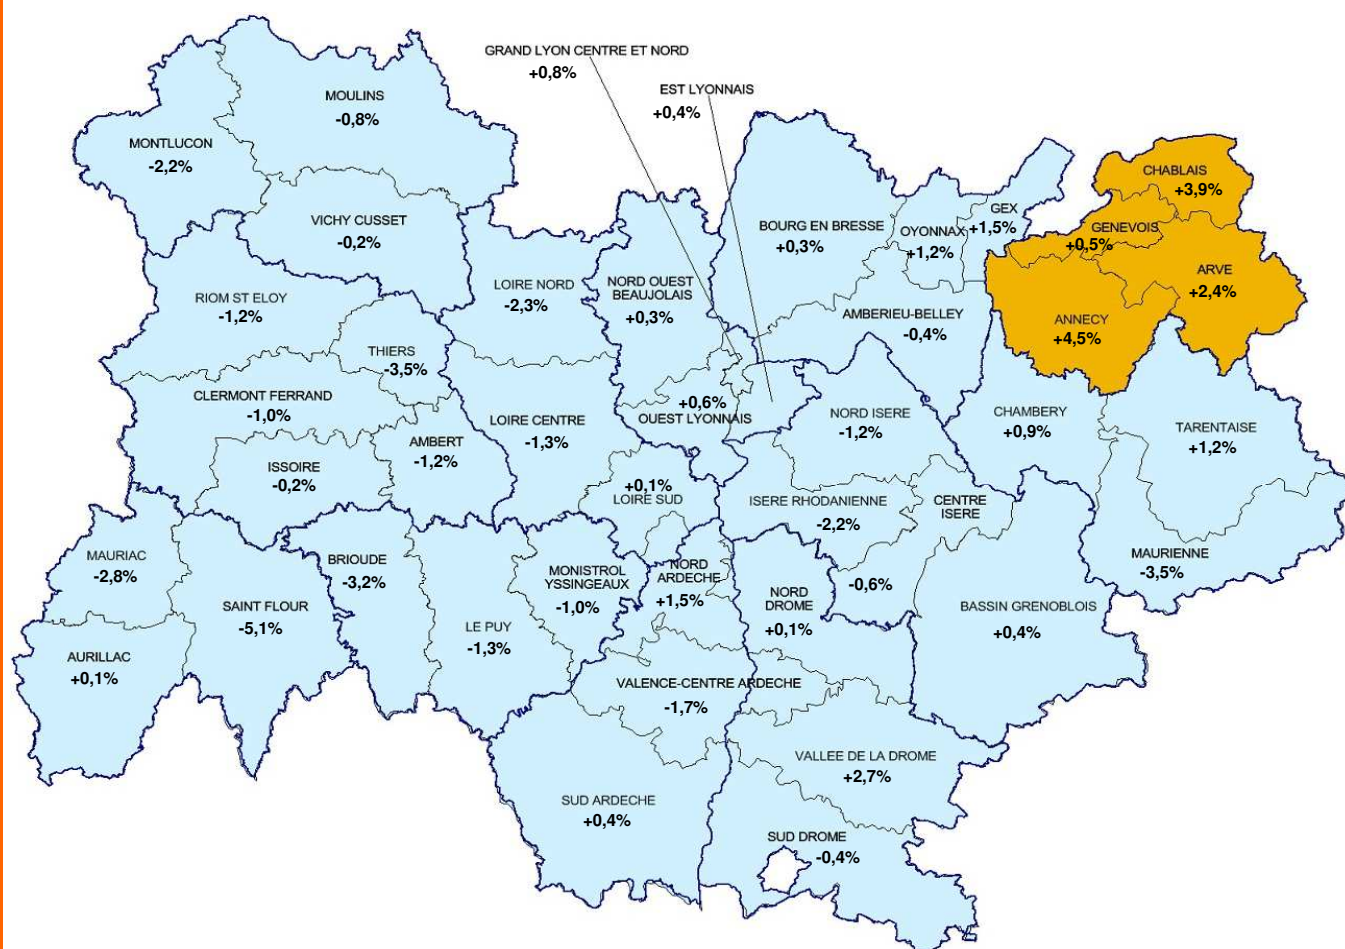 GRAND LYON CENTRE ET NORD
+0,8%
EST LYONNAIS
+0,4%
MOULINS
-0,8%
MONTLUCON
-2,2%
VICHY CUSSET
-0,2%
CHABLAIS
+3,9%
GEX
+1,5%
BOURG EN BRESSE
+0,3%
OYONNAX
+1,2%
GENEVOIS
+0,5%
ARVE
+2,4%
LOIRE NORD
-2,3%
NORD OUEST
BEAUJOLAIS
+0,3%
RIOM ST ELOY
-1,2%
AMBERIEU-BELLEY
-0,4%
ANNECY
+4,5%
THIERS
-3,5%
CLERMONT FERRAND
-1,0%
+0,6%
OUEST LYONNAIS
LOIRE CENTRE
-1,3%
NORD ISERE
-1,2%
CHAMBERY
+0,9%
TARENTAISE
+1,2%
AMBERT
-1,2%
ISSOIRE
-0,2%
+0,1%
LOIRE SUD
ISERE RHODANIENNE
-2,2%
CENTRE
ISERE
-0,6%
MAURIENNE
-3,5%
MAURIAC
-2,8%
BRIOUDE
-3,2%
MONISTROL
YSSINGEAUX
-1,0%
NORD
ARDECHE
+1,5%
NORD
DROME
+0,1%
BASSIN GRENOBLOIS
+0,4%
SAINT FLOUR
-5,1%
LE PUY
-1,3%
AURILLAC
+0,1%
VALENCE-CENTRE ARDECHE
-1,7%
VALLEE DE LA DROME
+2,7%
SUD ARDECHE
+0,4%
SUD DROME
-0,4%